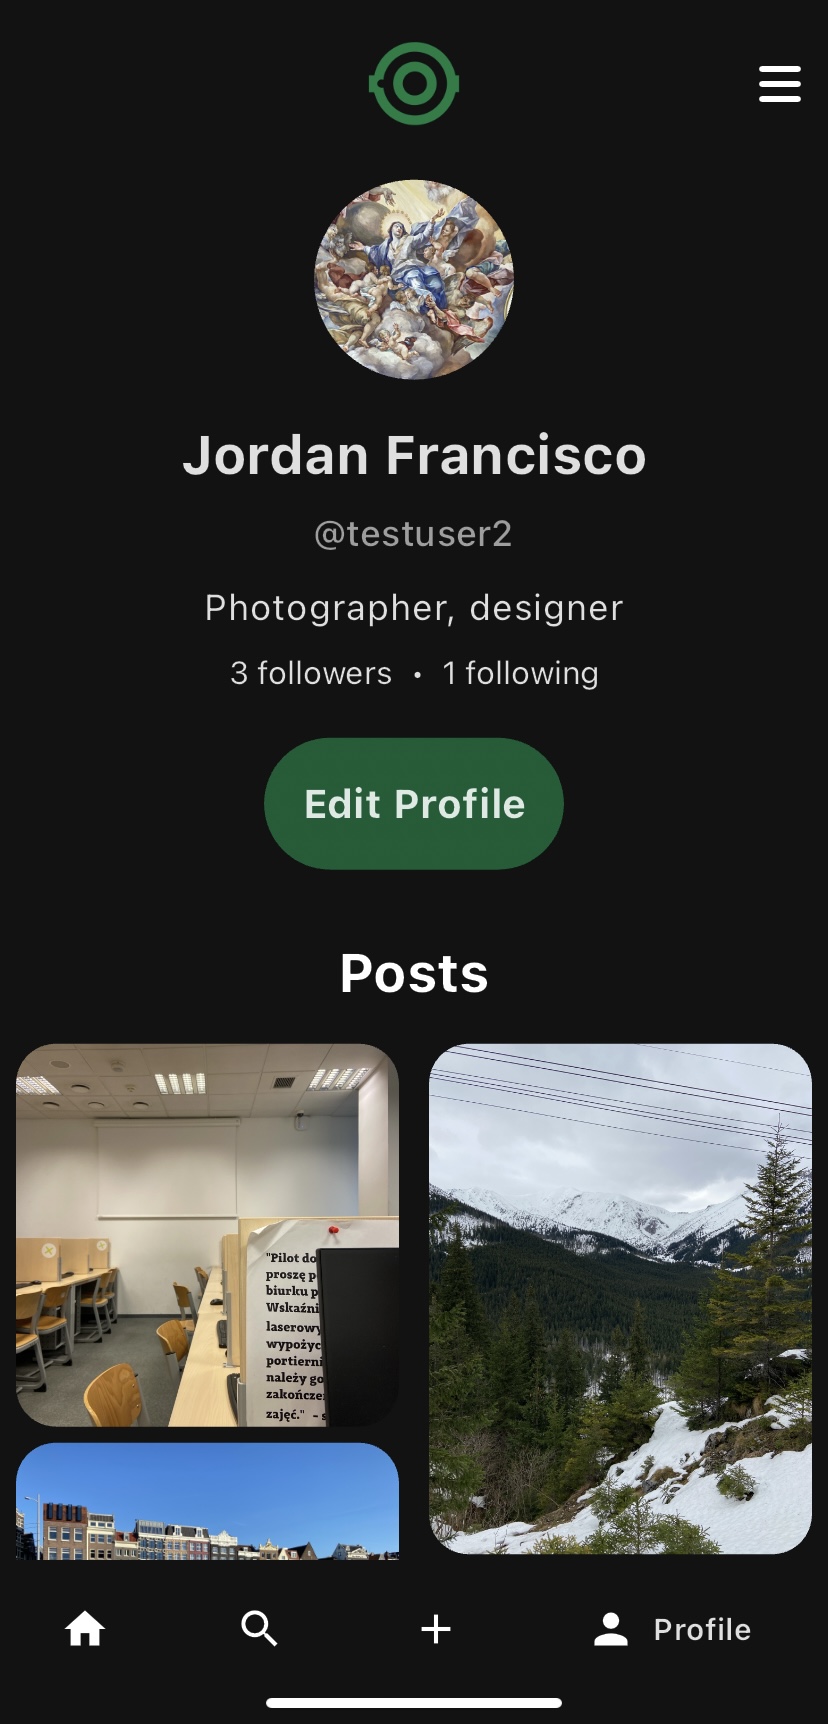 Jordan Francisco
@testuser2
Photographer, designer
3 followers • 1 following
Edit Profile
Posts
"Pilot do
proszę p
biurku p
Wskaźni
laserowy
wypożyc
portierni
należy go
zakończe
zajęć." - s
Profile